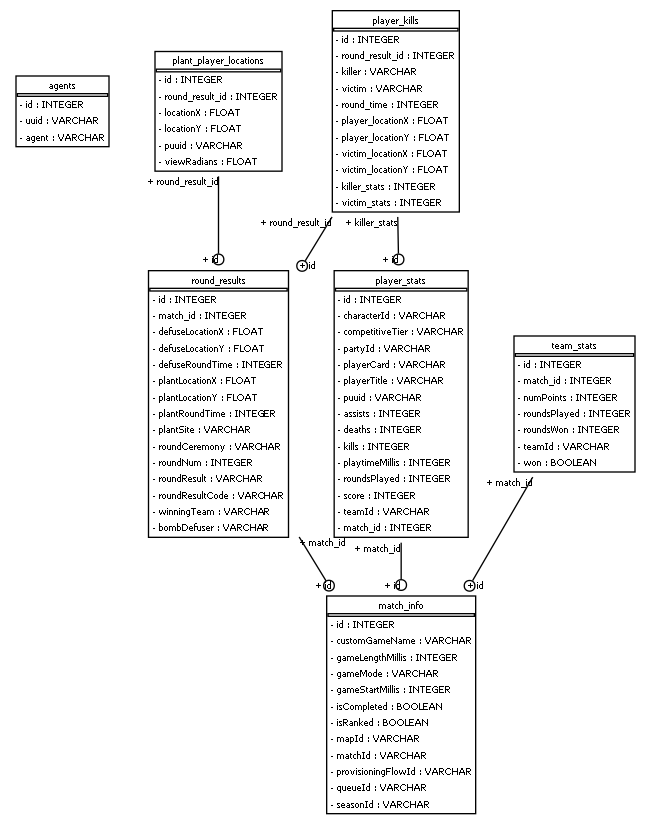 player_kills
- id : INTEGER
- round_result_id : INTEGER
- killer : VARCHAR
- victim : VARCHAR
- round_time : INTEGER
- player_locationX : FLOAT
- player_locationY : FLOAT
- victim_locationX : FLOAT
- victim_locationY : FLOAT
- killer_stats : INTEGER
- victim_stats : INTEGER
plant_player_locations
- id : INTEGER
- round_result_id : INTEGER
- locationX : FLOAT
- locationY : FLOAT
- puuid : VARCHAR
- viewRadians : FLOAT
agents
- id : INTEGER
- uuid : VARCHAR
- agent : VARCHAR
+ round_result_id
+ round_result_id
+ killer_stats
+ id
+ id
+ id
round_results
- id : INTEGER
- match_id : INTEGER
- defuseLocationX : FLOAT
- defuseLocationY : FLOAT
- defuseRoundTime : INTEGER
- plantLocationX : FLOAT
- plantLocationY : FLOAT
- plantRoundTime : INTEGER
- plantSite : VARCHAR
- roundCeremony : VARCHAR
- roundNum : INTEGER
- roundResult : VARCHAR
- roundResultCode : VARCHAR
- winningTeam : VARCHAR
- bombDefuser : VARCHAR
player_stats
- id : INTEGER
- characterId : VARCHAR
- competitiveTier : VARCHAR
- partyId : VARCHAR
- playerCard : VARCHAR
- playerTitle : VARCHAR
- puuid : VARCHAR
- assists : INTEGER
- deaths : INTEGER
- kills : INTEGER
- playtimeMillis : INTEGER
- roundsPlayed : INTEGER
- score : INTEGER
- teamId : VARCHAR
- match_id : INTEGER
team_stats
- id : INTEGER
- match_id : INTEGER
- numPoints : INTEGER
- roundsPlayed : INTEGER
- roundsWon : INTEGER
- teamId : VARCHAR
- won : BOOLEAN
+ match_id
+ match_id
+ match_id
+ id
+ id
+ id
match_info
- id : INTEGER
- customGameName : VARCHAR
- gameLengthMillis : INTEGER
- gameMode : VARCHAR
- gameStartMillis : INTEGER
- isCompleted : BOOLEAN
- isRanked : BOOLEAN
- mapId : VARCHAR
- matchId : VARCHAR
- provisioningFlowId : VARCHAR
- queueId : VARCHAR
- seasonId : VARCHAR